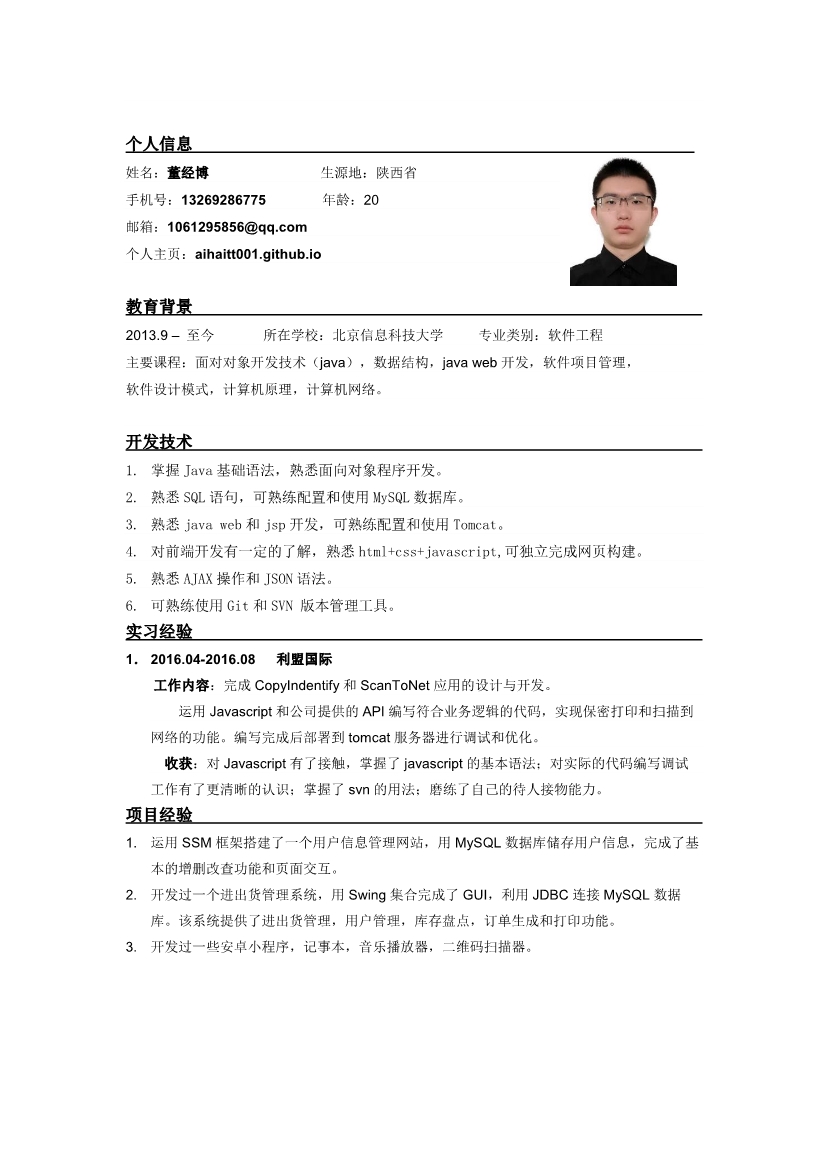 个人信息
姓名：董经博 生源地：陕西省
手机号：13269286775 年龄：20
邮箱：1061295856@qq.com
个人主页：aihaitt001.github.io
教育背景
2013.9 – 至今 所在学校：北京信息科技大学 专业类别：软件工程
主要课程：面对对象开发技术（java），数据结构，java web 开发，软件项目管理，
软件设计模式，计算机原理，计算机网络。
开发技术
1. 掌握 Java 基础语法，熟悉面向对象程序开发。
2. 熟悉 SQL 语句，可熟练配置和使用 MySQL 数据库。
3. 熟悉 java web 和 jsp 开发，可熟练配置和使用 Tomcat。
4. 对前端开发有一定的了解，熟悉 html+css+javascript,可独立完成网页构建。
5. 熟悉 AJAX 操作和 JSON 语法。
6. 可熟练使用 Git 和 SVN 版本管理工具。
实习经验
1． 2016.04-2016.08 利盟国际
工作内容：完成 CopyIndentify 和 ScanToNet 应用的设计与开发。
运用 Javascript 和公司提供的 API 编写符合业务逻辑的代码，实现保密打印和扫描到
网络的功能。编写完成后部署到 tomcat 服务器进行调试和优化。
收获：对 Javascript 有了接触，掌握了 javascript 的基本语法；对实际的代码编写调试
工作有了更清晰的认识；掌握了 svn 的用法；磨练了自己的待人接物能力。
项目经验
1. 运用 SSM 框架搭建了一个用户信息管理网站，用 MySQL 数据库储存用户信息，完成了基
本的增删改查功能和页面交互。
2. 开发过一个进出货管理系统，用 Swing 集合完成了 GUI，利用 JDBC 连接 MySQL 数据
库。该系统提供了进出货管理，用户管理，库存盘点，订单生成和打印功能。
3. 开发过一些安卓小程序，记事本，音乐播放器，二维码扫描器。